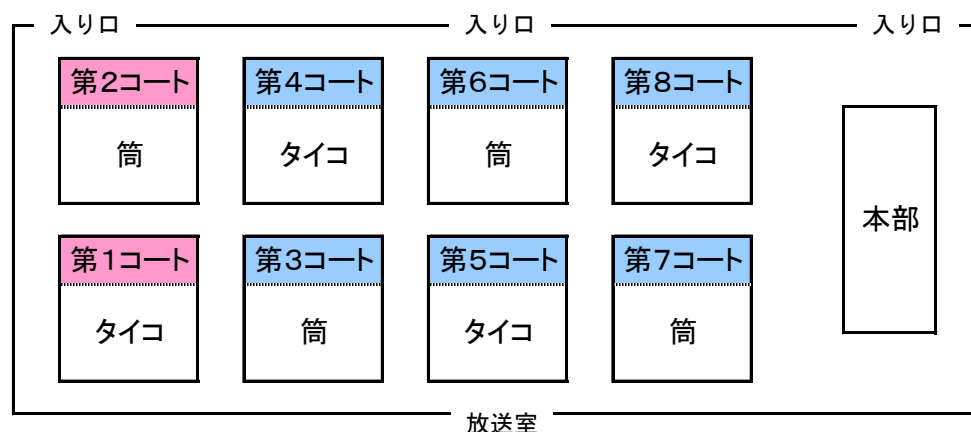 入り口 入り口 入り口
第2コート 第4コート 第6コート 第8コート
筒 タイコ 筒 タイコ
本部
第1コート 第3コート 第5コート 第7コート
タイコ 筒 タイコ 筒
放送室